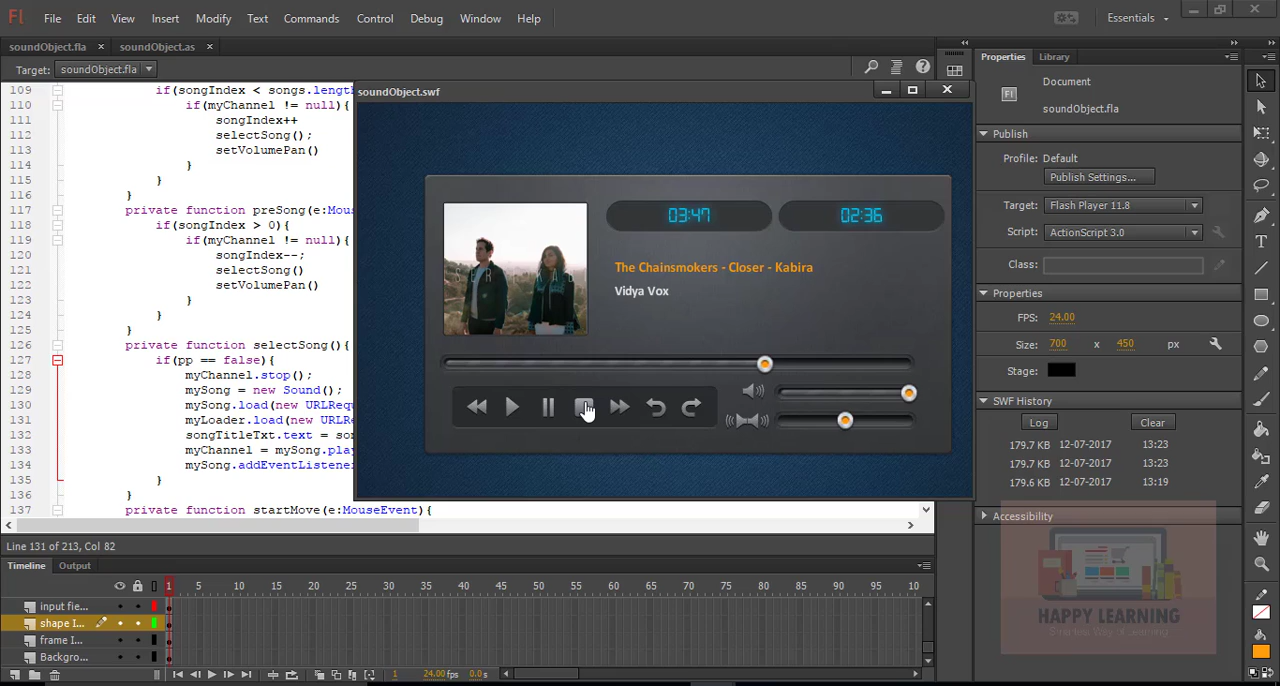 Fl File Edit View Insert Modify Text Commands Control Debug Window Help Essentials
soundObject.fla × soundObject.as ×
Target: soundObject.fla
109 if(songIndex < songs.length
110 if(myChannel != null){
111 songIndex++
112 selectSong();
113 setVolumePan()
114 }
115 }
116 }
117 private function preSong(e:Mous
118 if(songIndex > 0){
119 if(myChannel != null){
120 songIndex--;
121 selectSong()
122 setVolumePan()
123 }
124 }
125 }
126 private function selectSong(){
127 if(pp == false){
128 myChannel.stop();
129 mySong = new Sound();
130 mySong.load(new URLRequ
131 myLoader.load(new URLR
132 songTitleTxt.text = so
133 myChannel = mySong.pla
134 mySong.addEventListene
135 }
136 }
137 private function startMove(e:MouseEvent){
soundObject.swf
03:47 02:36
The Chainsmokers - Closer - Kabira
Vidya Vox
Line 131 of 213, Col 82
Timeline Output
1 5 10 15 20 25 30 35 40 45 50 55 60 65 70 75 80 85 90 95 100
input fie...
shape I...
frame I...
Backgro...
1 24.00fps 0.0s
Properties Library
Document
Fl soundObject.fla
Publish
Profile: Default
Publish Settings...
Target: Flash Player 11.8
Script: ActionScript 3.0
Class:
Properties
FPS: 24.00
Size: 700 x 450 px
Stage:
SWF History
Log Clear
179.7 KB 12-07-2017 13:23
179.7 KB 12-07-2017 13:23
179.6 KB 12-07-2017 13:19
Accessibility
HAPPY LEARNING